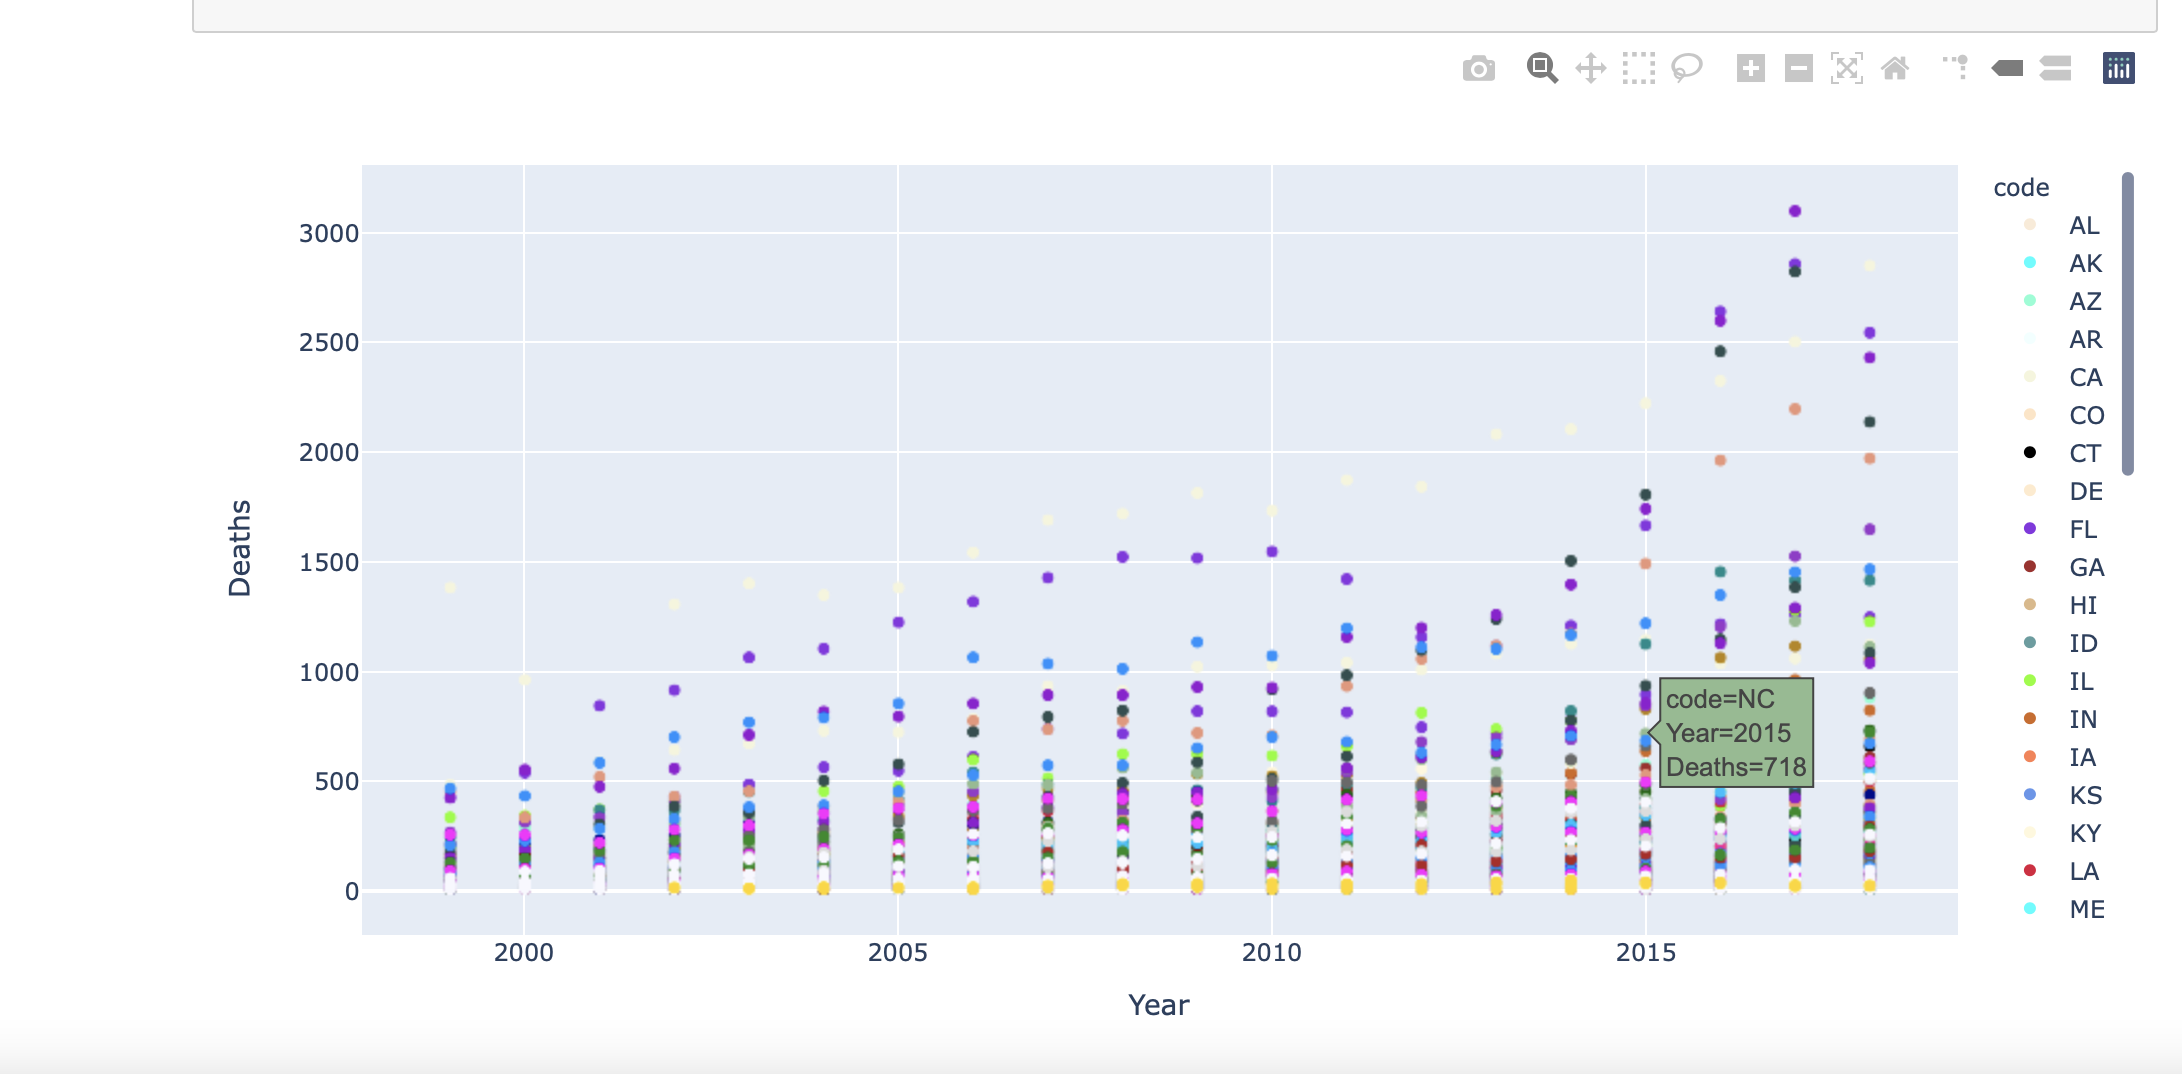 code
AL
AK
AZ
AR
CA
CO
CT
DE
FL
GA
HI
ID
IL
IN
IA
KS
KY
LA
ME
3000
2500
2000
1500
1000
500
0
Deaths
code=NC
Year=2015
Deaths=718
2000
2005
2010
2015
Year